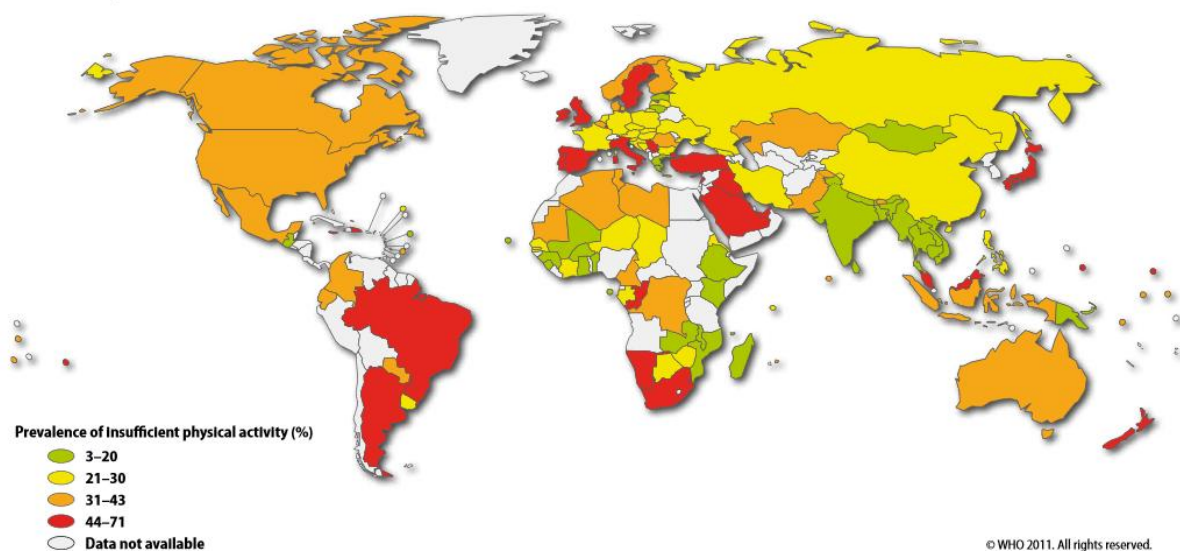 Prevalence of insufficient physical activity (%)
3–20
21–30
31–43
44–71
Data not available
© WHO 2011. All rights reserved.